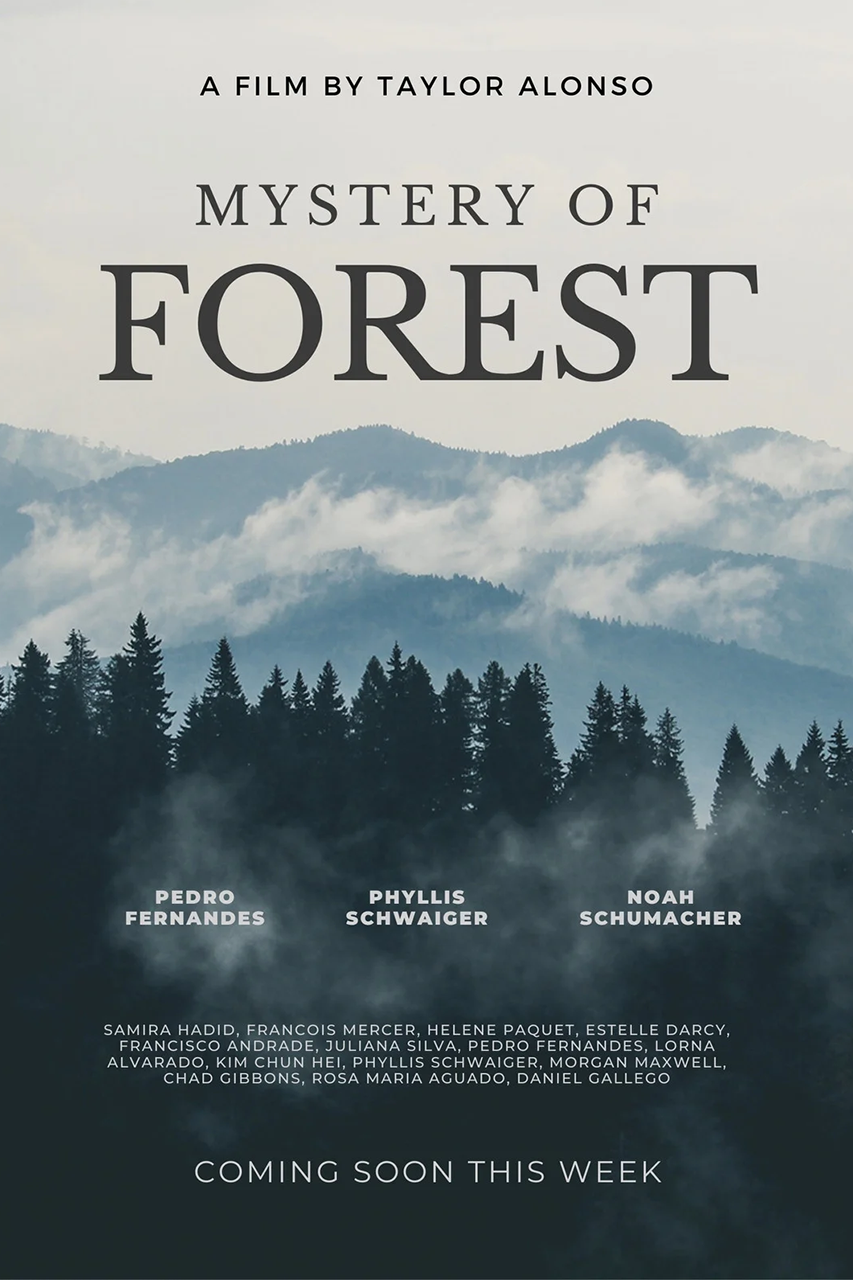 A FILM BY TAYLOR ALONSO
MYSTERY OF
FOREST
PEDRO
FERNANDES
PHYLLIS
SCHWAIGER
NOAH
SCHUMACHER
SAMIRA HADID, FRANCOIS MERCER, HELENE PAQUET, ESTELLE DARCY,
FRANCISCO ANDRADE, JULIANA SILVA, PEDRO FERNANDES, LORNA
ALVARADO, KIM CHUN HEI, PHYLLIS SCHWAIGER, MORGAN MAXWELL,
CHAD GIBBONS, ROSA MARIA AGUADO, DANIEL GALLEGO
COMING SOON THIS WEEK